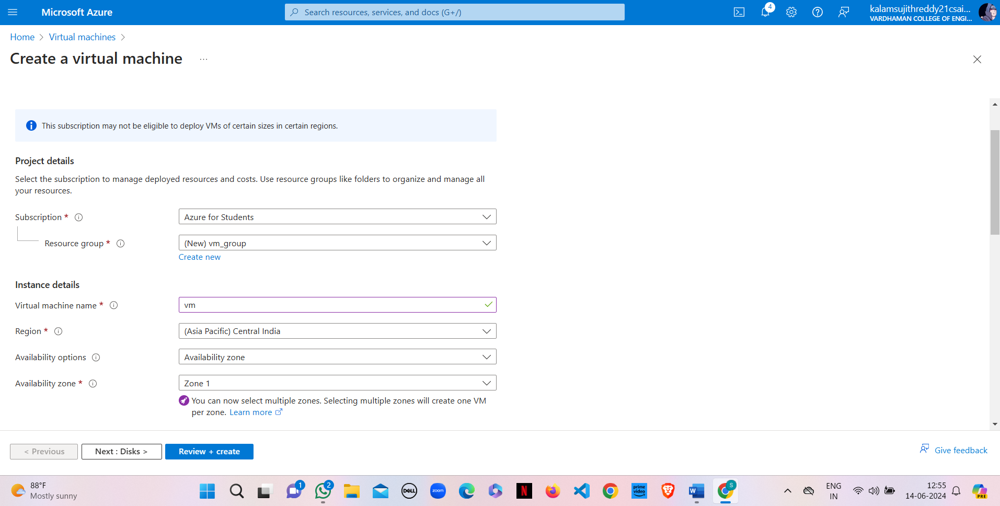 Microsoft Azure
Search resources, services, and docs (G+/)
4
kalamsujithreddy21csai...
VARDHAMAN COLLEGE OF ENGI...
Home > Virtual machines >
Create a virtual machine ...
This subscription may not be eligible to deploy VMs of certain sizes in certain regions.
Project details
Select the subscription to manage deployed resources and costs. Use resource groups like folders to organize and manage all
your resources.
Subscription *
Azure for Students
Resource group *
(New) vm_group
Create new
Instance details
Virtual machine name *
vm
Region *
(Asia Pacific) Central India
Availability options
Availability zone
Availability zone *
Zone 1
You can now select multiple zones. Selecting multiple zones will create one VM
per zone. Learn more
< Previous
Next : Disks >
Review + create
Give feedback
88°F
Mostly sunny
1
2
DELL
zoom
N
prime
video
W
S
ENG
IN
12:55
14-06-2024
PRE